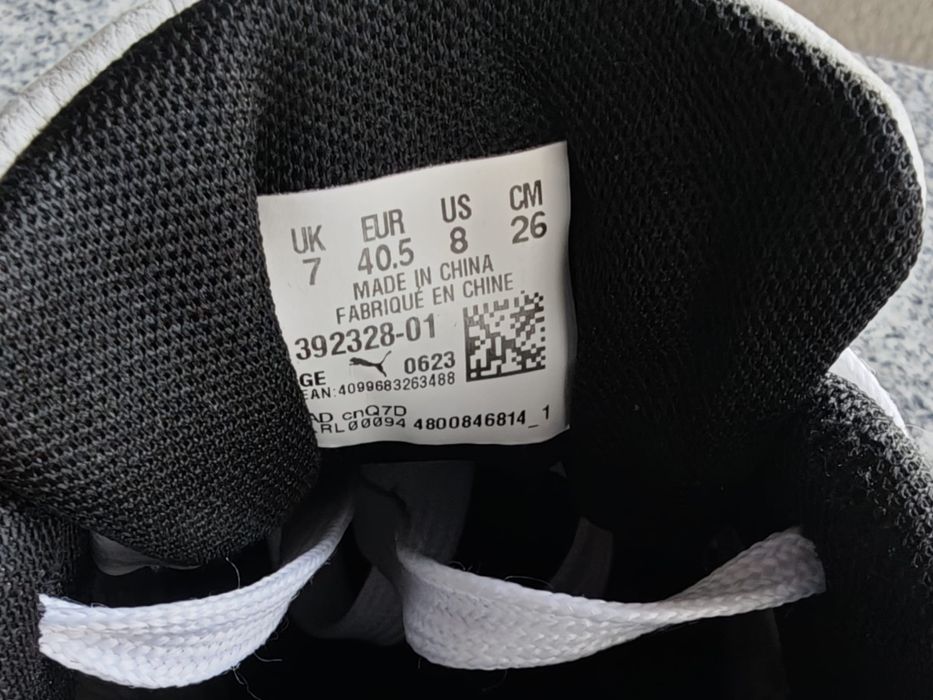 UK EUR US CM
7 40.5 8 26
MADE IN CHINA
FABRIQUÉ EN CHINE
392328-01
GE 0623
EAN:4099683263488
cnQ7D
RL00094 4800846814_1